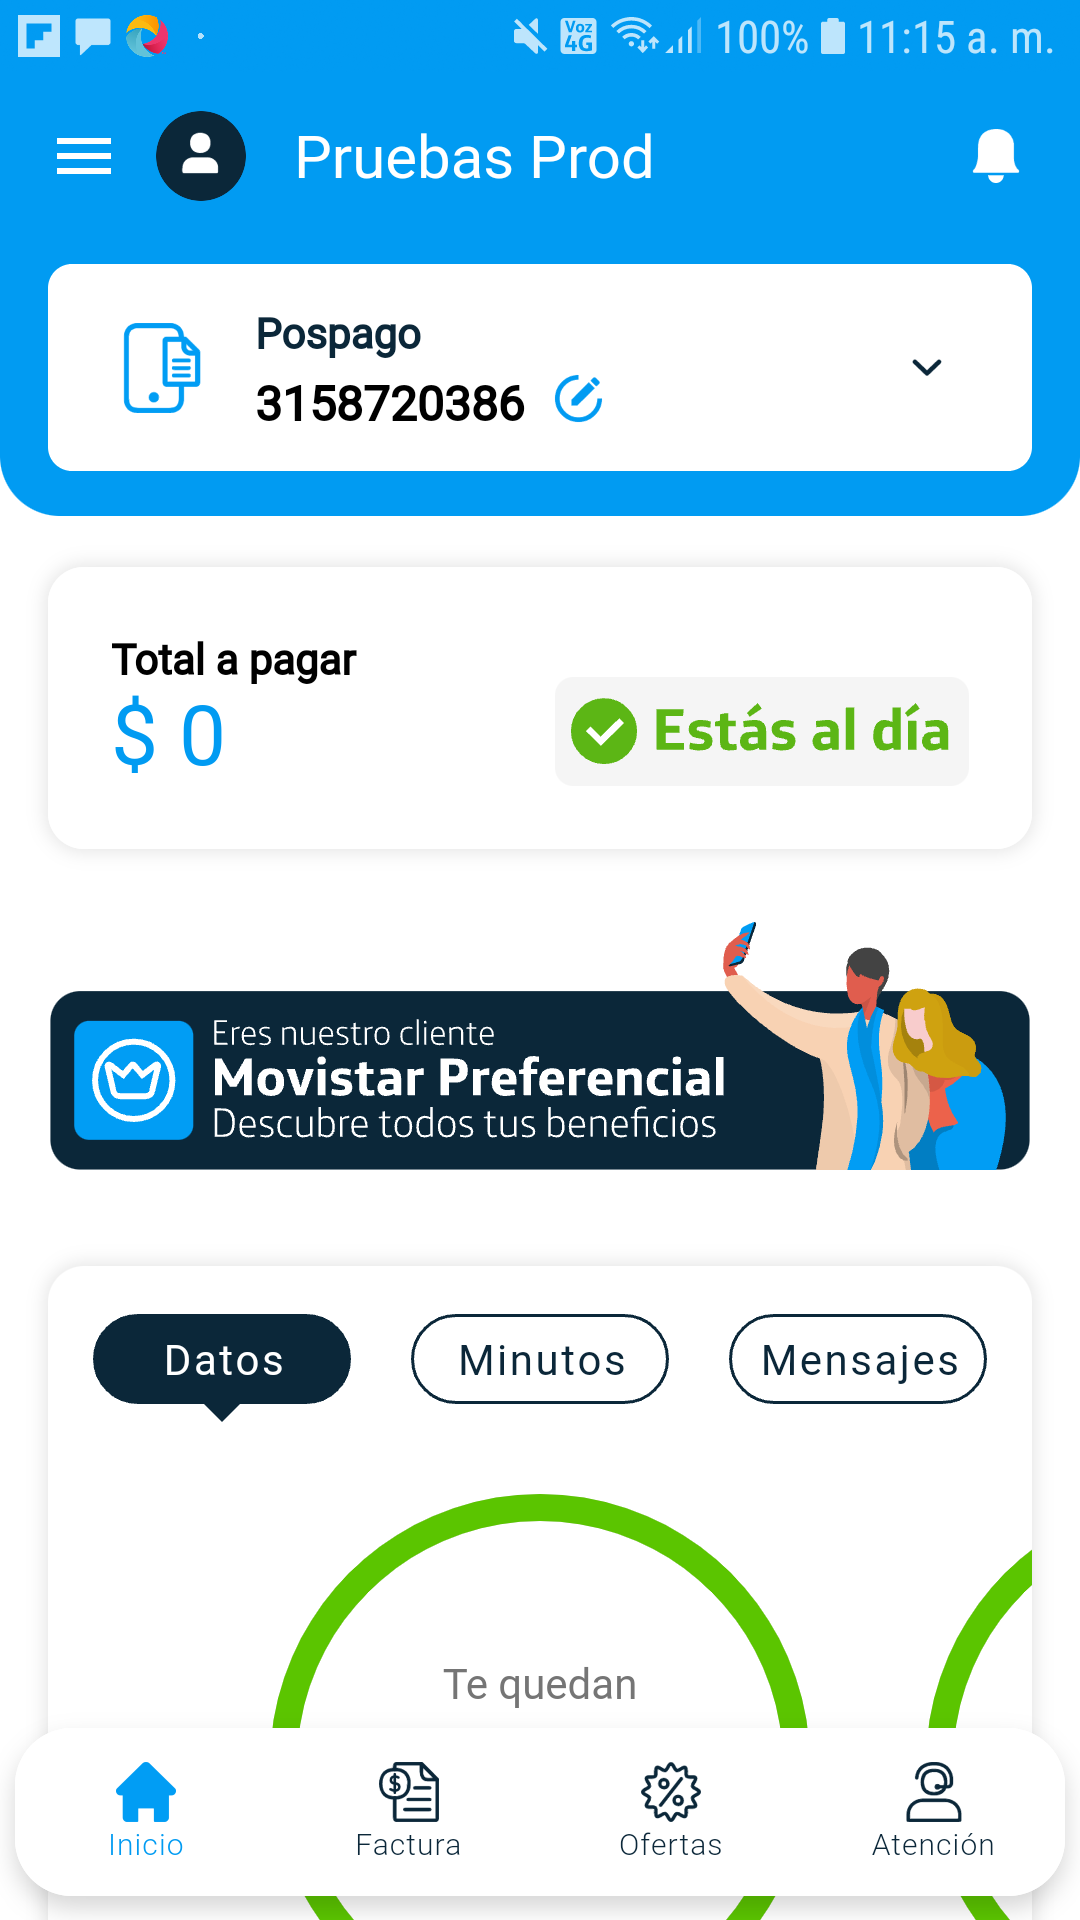 Voz 4G 100% 11:15 a. m.
Pruebas Prod
Pospago
3158720386
Total a pagar
$ 0
Estás al día
Eres nuestro cliente
Movistar Preferencial
Descubre todos tus beneficios
Datos Minutos Mensajes
Te quedan
Inicio Factura Ofertas Atención